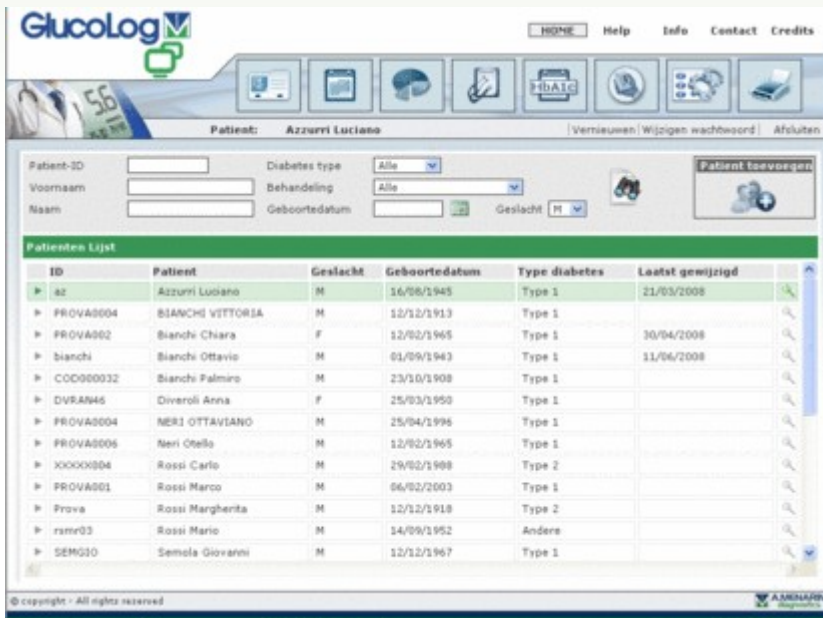 GlucoLog
HOME Help Info Contact Credits
HbA1c
Patient: Azzurri Luciano Vernieuwen | Wijzigen wachtwoord | Afsluiten
Patient-ID Diabetes type Alle Patient toevoegen
Voornaam Behandeling Alle
Naam Geboortedatum Geslacht M
Patienten Lijst
ID Patient Geslacht Geboortedatum Type diabetes Laatst gewijzigd
az Azzurri Luciano M 16/08/1945 Type 1 21/03/2008
PROVA0004 BIANCHI VITTORIA M 12/12/1913 Type 1
PROVA002 Bianchi Chiara F 12/02/1965 Type 1 30/04/2008
bianchi Bianchi Ottavio M 01/09/1943 Type 1 11/06/2008
COD000032 Bianchi Palmiro M 23/10/1908 Type 1
DVRAN46 Diveroli Anna F 25/03/1950 Type 1
PROVA0004 NERI OTTAVIANO M 25/04/1996 Type 1
PROVA0006 Neri Otello M 12/02/1965 Type 1
XXXXX004 Rossi Carlo M 29/02/1988 Type 2
PROVA001 Rossi Marco M 06/02/2003 Type 1
Prova Rossi Margherita M 12/12/1918 Type 2
rsmr03 Rossi Mario M 14/09/1952 Andere
SEMGIO Semola Giovanni M 12/12/1967 Type 1
© copyright - All rights reserved A.MENARINI
diagnostics